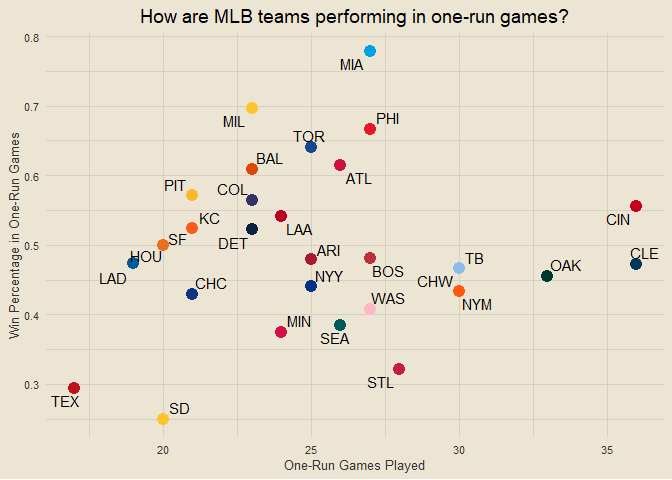 How are MLB teams performing in one-run games?
Win Percentage in One-Run Games
0.8
0.7
0.6
0.5
0.4
0.3
MIA
MIL
PHI
TOR
BAL
ATL
PIT
COL
KC
CIN
LAA
SF
DET
HOU
ARI
CLE
TB
OAK
LAD
BOS
CHC
NYY
CHW
WAS
NYM
MIN
SEA
STL
TEX
SD
20
25
30
35
One-Run Games Played